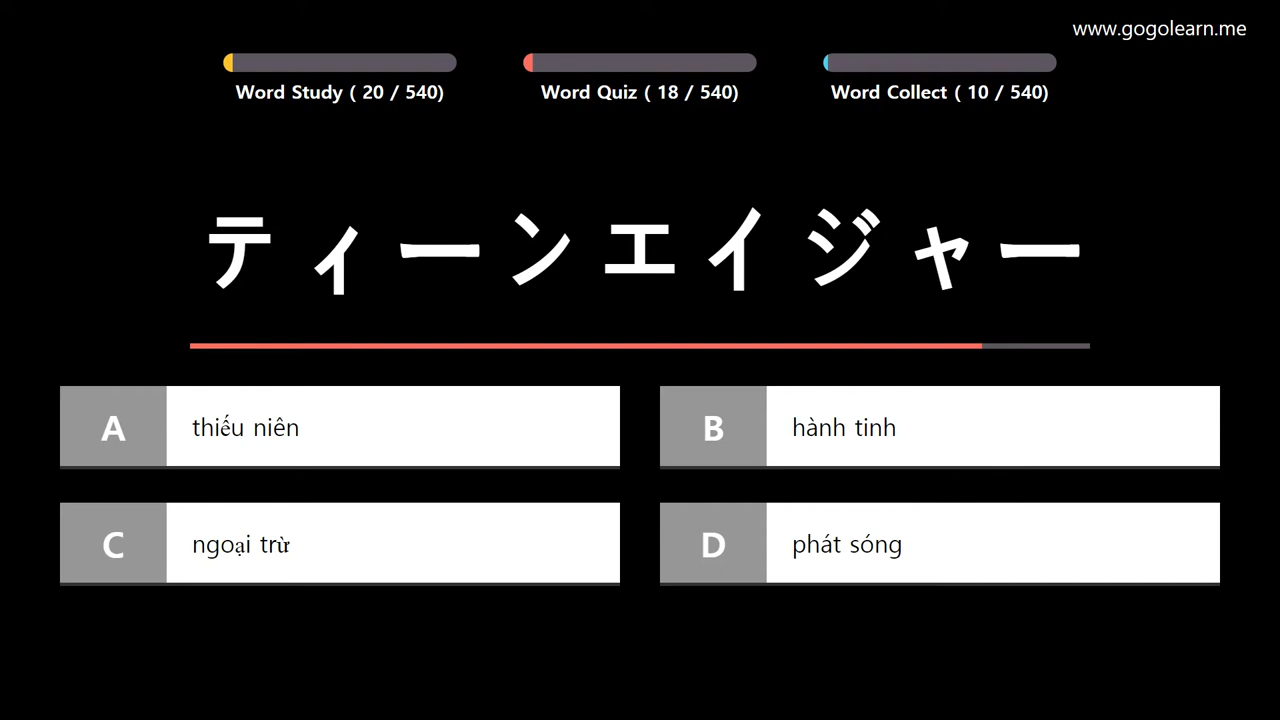 www.gogolearn.me
Word Study ( 20 / 540)
Word Quiz ( 18 / 540)
Word Collect ( 10 / 540)
ティーンエイジャー
A
thiếu niên
B
hành tinh
C
ngoại trừ
D
phát sóng